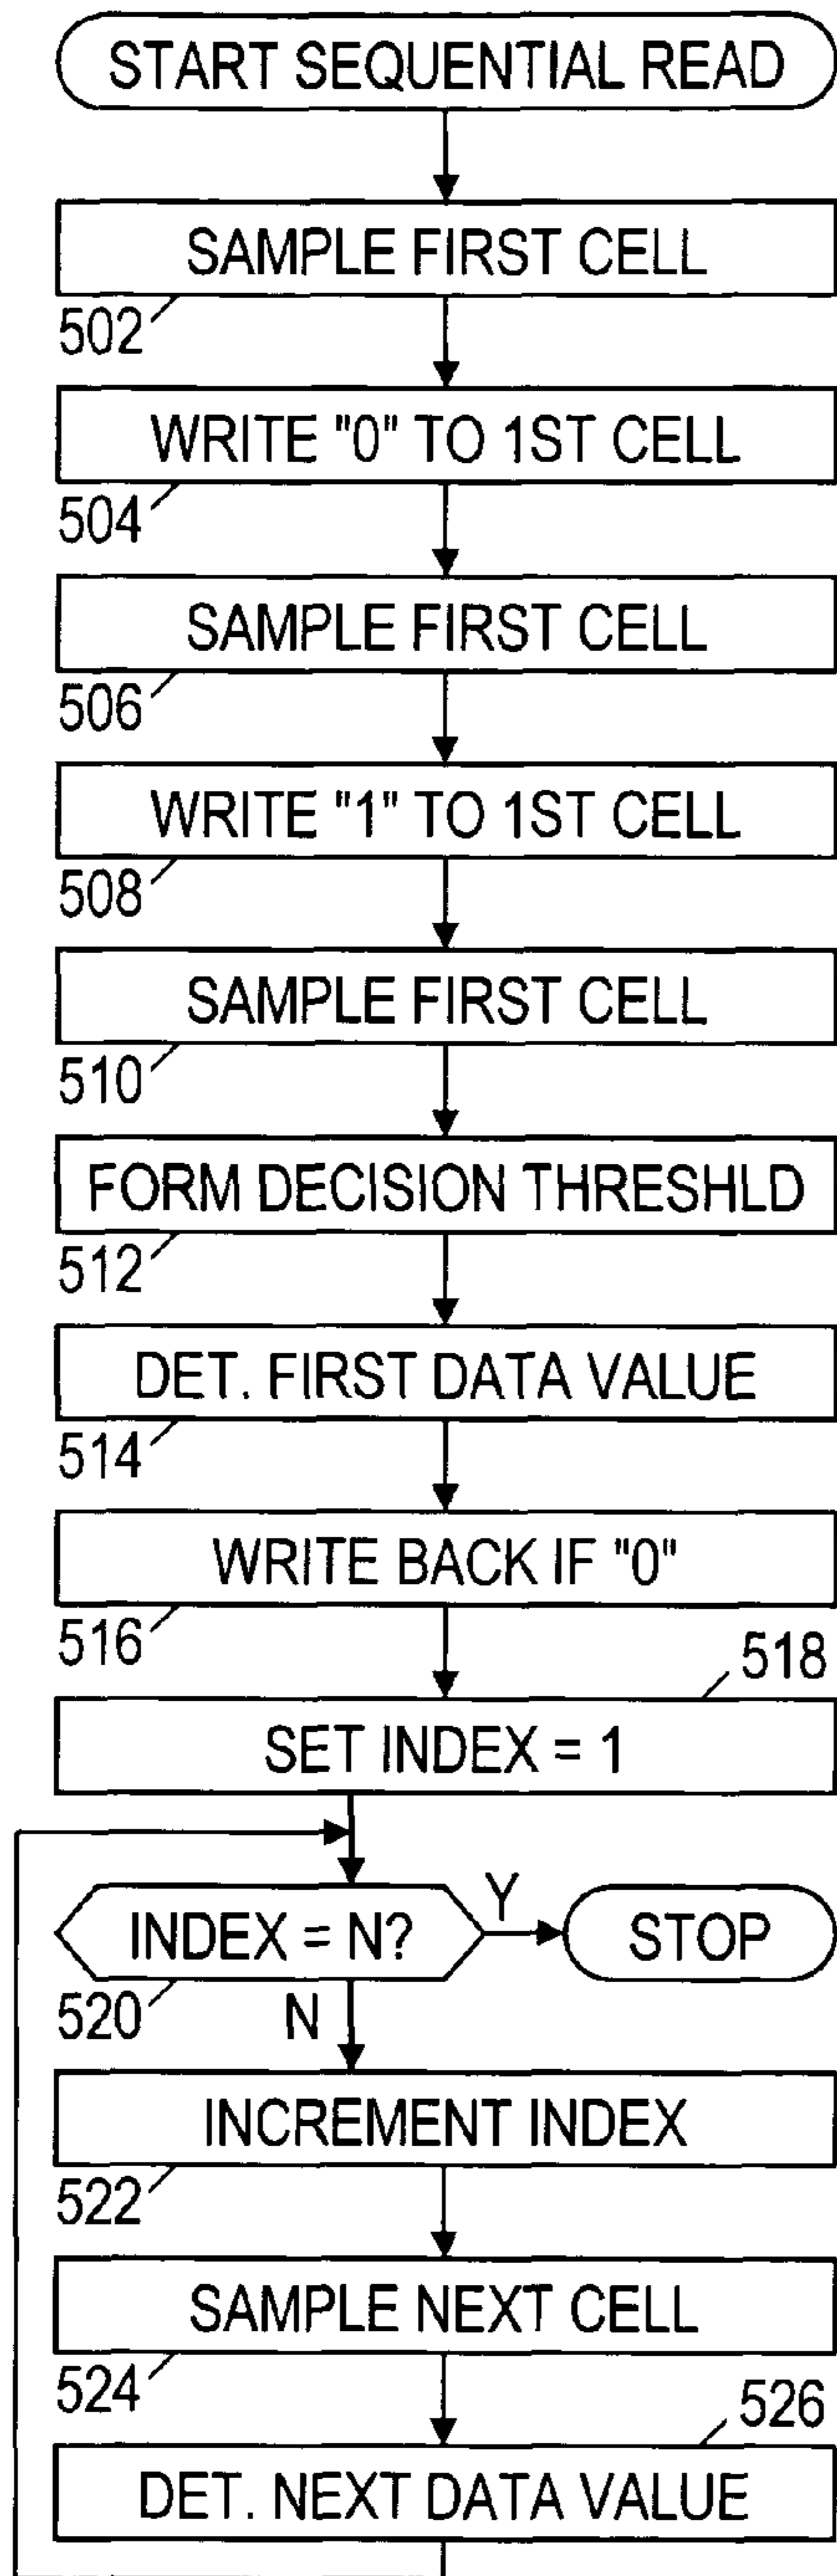 START SEQUENTIAL READ
SAMPLE FIRST CELL
502
WRITE "0" TO 1ST CELL
504
SAMPLE FIRST CELL
506
WRITE "1" TO 1ST CELL
508
SAMPLE FIRST CELL
510
FORM DECISION THRESHLD
512
DET. FIRST DATA VALUE
514
WRITE BACK IF "0"
516
518
SET INDEX = 1
INDEX = N?
Y
STOP
520
N
INCREMENT INDEX
522
SAMPLE NEXT CELL
524
526
DET. NEXT DATA VALUE